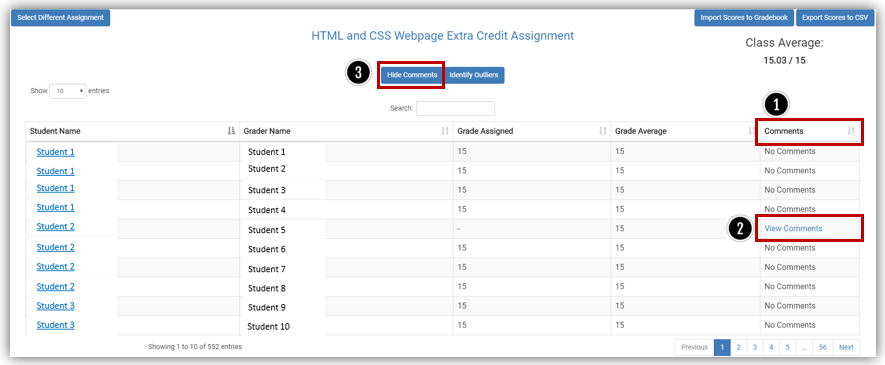 Select Different Assignment
Import Scores to Gradebook Export Scores to CSV
HTML and CSS Webpage Extra Credit Assignment
Class Average:
15.03 / 15
3 Hide Comments Identify Outliers
Show 10 entries
Search:
1
Student Name Grader Name Grade Assigned Grade Average Comments
Student 1 Student 1 15 15 No Comments
Student 1 Student 2 15 15 No Comments
Student 1 Student 3 15 15 No Comments
Student 1 Student 4 15 15 No Comments
Student 2 Student 5 - 15 2 View Comments
Student 2 Student 6 15 15 No Comments
Student 2 Student 7 15 15 No Comments
Student 2 Student 8 15 15 No Comments
Student 3 Student 9 15 15 No Comments
Student 3 Student 10 15 15 No Comments
Showing 1 to 10 of 552 entries
Previous 1 2 3 4 5 ... 56 Next